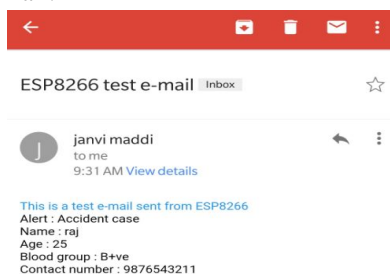 ESP8266 test e-mail Inbox
J
janvi maddi
to me
9:31 AM View details
This is a test e-mail sent from ESP8266
Alert : Accident case
Name : raj
Age : 25
Blood group : B+ve
Contact number : 9876543211